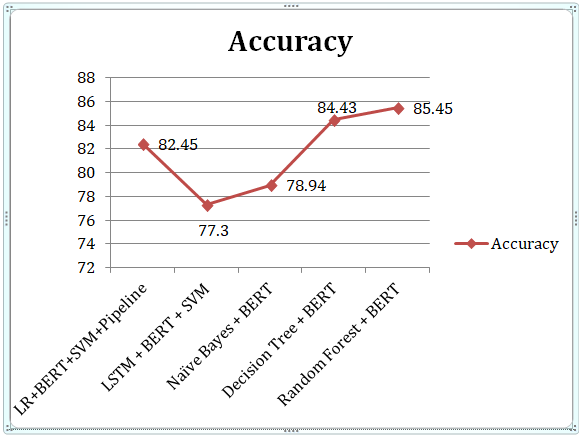 Accuracy
88
86
84
82
80
78
76
74
72
82.45
77.3
78.94
84.43
85.45
Accuracy
LR+BERT+SVM+Pipeline
LSTM + BERT + SVM
Naïve Bayes + BERT
Decision Tree + BERT
Random Forest + BERT